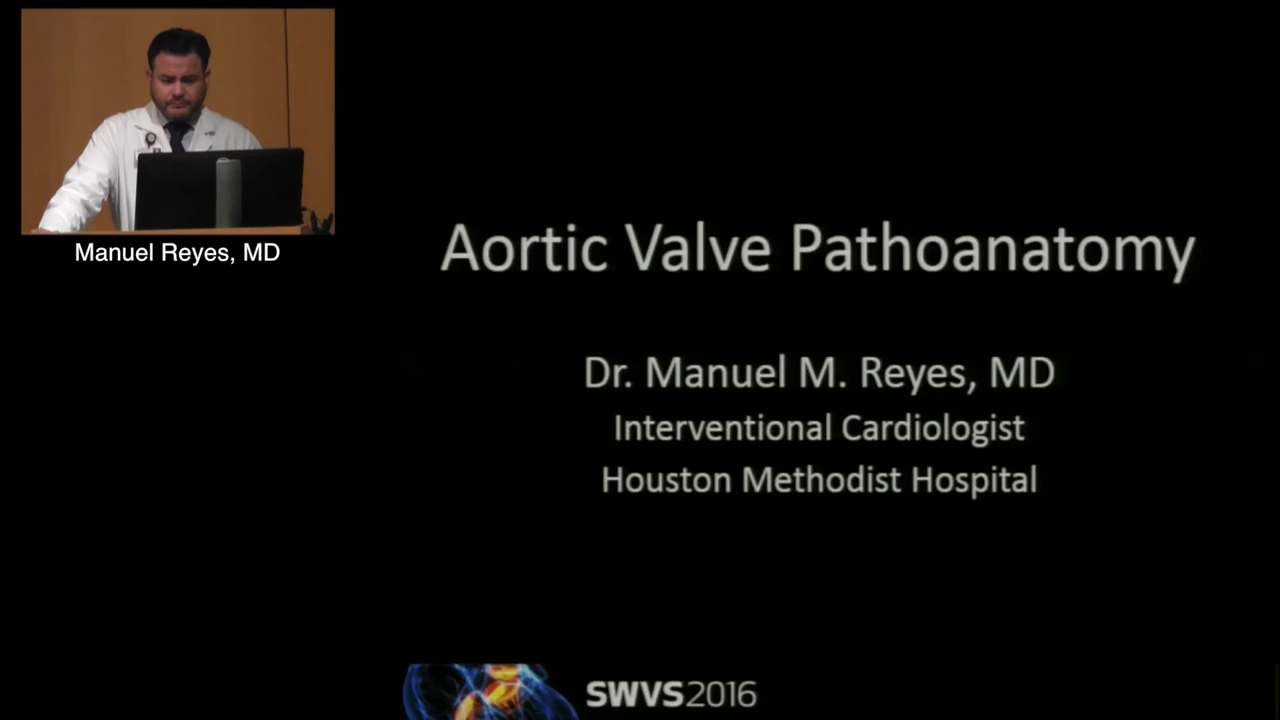 Manuel Reyes, MD
Aortic Valve Pathoanatomy
Dr. Manuel M. Reyes, MD
Interventional Cardiologist
Houston Methodist Hospital
SWVS2016